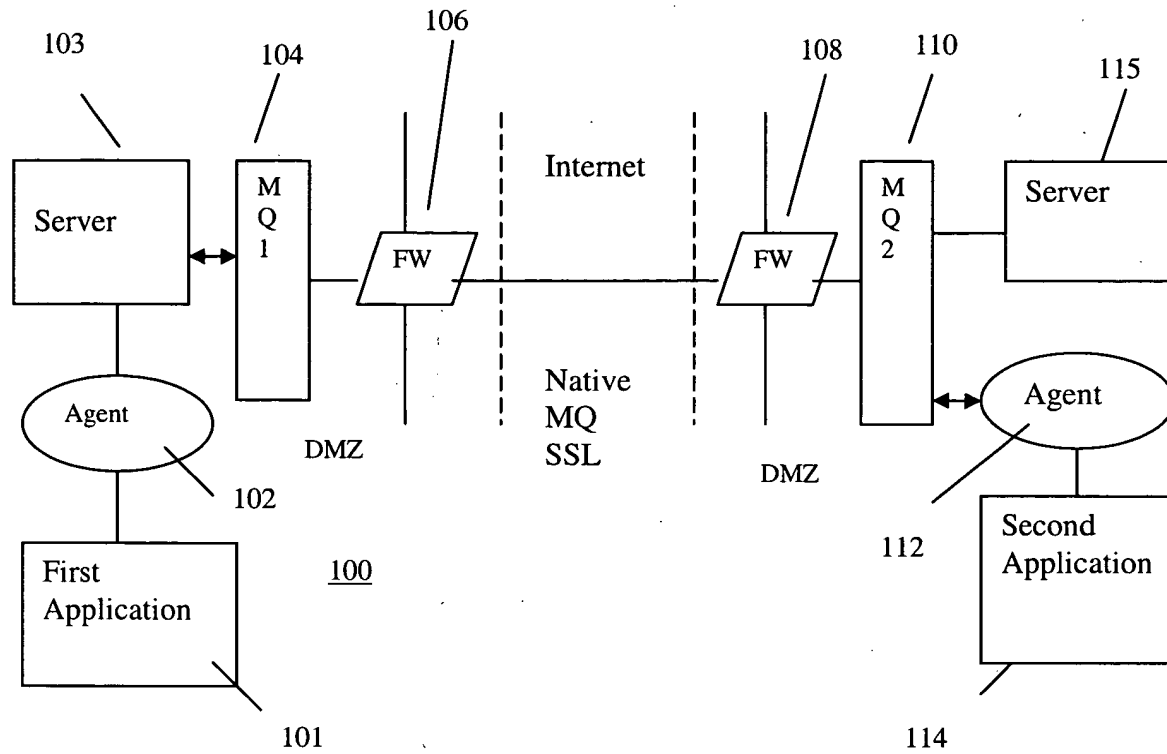 106
103
104
108
110
115
Internet
Server
M
Q
1
FW
FW
M
Q
2
Server
Native
MQ
SSL
Agent
DMZ
DMZ
Agent
102
112
First
Application
100
Second
Application
101
114